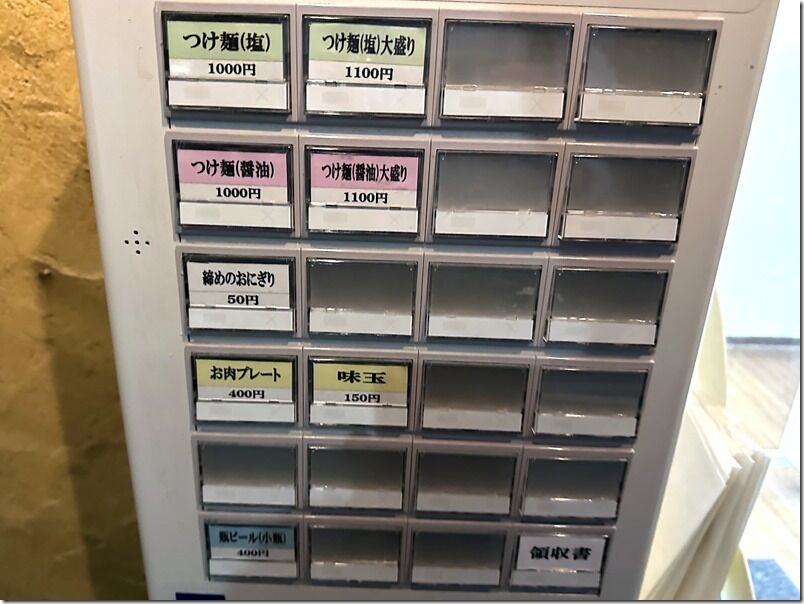 つけ麺(塩)
1000円
つけ麺(塩)大盛り
1100円
つけ麺(醤油)
1000円
つけ麺(醤油)大盛り
1100円
締めのおにぎり
50円
お肉プレート
400円
味玉
150円
瓶ビール(小瓶)
400円
領収書